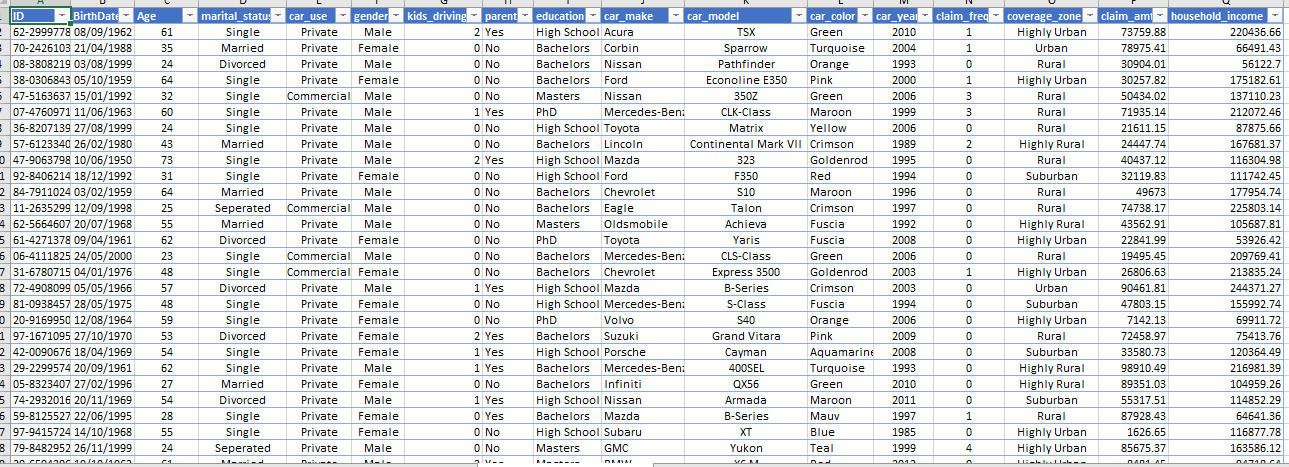 ID BirthDate Age marital_status car_use gender kids_driving parent education car_make car_model car_color car_year claim_freq coverage_zone claim_amt household_income
62-2999778 08/09/1962 61 Single Private Male 2 Yes High School Acura TSX Green 2010 1 Highly Urban 73759.88 220436.66
70-2426103 21/04/1988 35 Married Private Female 0 No Bachelors Corbin Sparrow Turquoise 2004 1 Urban 78975.41 66491.43
08-3808219 03/08/1999 24 Divorced Private Male 0 No Bachelors Nissan Pathfinder Orange 1993 0 Rural 30904.01 56122.7
38-0306843 05/10/1959 64 Single Private Female 0 No Bachelors Ford Econoline E350 Pink 2000 1 Highly Urban 30257.82 175182.61
47-5163637 15/01/1992 32 Single Commercial Male 0 No Masters Nissan 350Z Green 2006 3 Rural 50434.02 137110.23
07-4760971 11/06/1963 60 Single Private Male 1 Yes PhD Mercedes-Benz CLK-Class Maroon 1999 3 Rural 71935.14 212072.46
36-8207139 27/08/1999 24 Single Private Male 0 No High School Toyota Matrix Yellow 2006 0 Rural 21611.15 87875.66
57-6123340 26/02/1980 43 Married Private Male 0 No Bachelors Lincoln Continental Mark VII Crimson 1989 2 Highly Rural 24447.74 167681.37
47-9063798 10/06/1950 73 Single Private Male 2 Yes High School Mazda 323 Goldenrod 1995 0 Rural 40437.12 116304.98
92-8406214 18/12/1992 31 Single Private Female 0 No High School Ford F350 Red 1994 0 Suburban 32119.83 111742.45
84-7911024 03/02/1959 64 Married Private Male 0 No Bachelors Chevrolet S10 Maroon 1996 0 Rural 49673 177954.74
11-2635299 12/09/1998 25 Seperated Commercial Male 0 No Bachelors Eagle Talon Crimson 1997 0 Rural 74738.17 225803.14
62-5664607 20/07/1968 55 Married Private Male 0 No Masters Oldsmobile Achieva Fuscia 1992 0 Highly Rural 43562.91 105687.81
61-4271378 09/04/1961 62 Divorced Private Female 0 No PhD Toyota Yaris Fuscia 2008 0 Highly Urban 22841.99 53926.42
06-4111825 24/05/2000 23 Single Commercial Male 0 No Bachelors Mercedes-Benz CLS-Class Green 2006 0 Rural 19495.45 209769.41
31-6780715 04/01/1976 48 Single Commercial Female 0 No Bachelors Chevrolet Express 3500 Goldenrod 2003 1 Highly Urban 26806.63 213835.24
72-4908099 05/05/1966 57 Divorced Private Male 1 Yes High School Mazda B-Series Crimson 2003 0 Urban 90461.81 244371.27
81-0938457 28/05/1975 48 Single Private Female 0 No High School Mercedes-Benz S-Class Fuscia 1994 0 Suburban 47803.15 155992.74
20-9169950 12/08/1964 59 Single Private Female 0 No PhD Volvo S40 Orange 2006 0 Highly Urban 7142.13 69911.72
97-1671095 27/10/1970 53 Divorced Private Female 2 Yes Bachelors Suzuki Grand Vitara Pink 2009 0 Rural 72458.97 75413.76
42-0090676 18/04/1969 54 Single Private Female 1 Yes High School Porsche Cayman Aquamarine 2008 0 Suburban 33580.73 120364.49
29-2299574 20/09/1961 62 Single Private Male 1 Yes Bachelors Mercedes-Benz 400SEL Turquoise 1993 0 Highly Rural 98910.49 216981.39
05-8323407 27/02/1996 27 Married Private Female 0 No Bachelors Infiniti QX56 Green 2010 0 Highly Rural 89351.03 104959.26
74-2932016 20/11/1969 54 Divorced Private Male 1 Yes High School Nissan Armada Maroon 2011 0 Suburban 55317.51 114852.29
59-8125527 22/06/1995 28 Single Private Female 1 Yes Bachelors Mazda B-Series Mauv 1997 1 Rural 87928.43 64641.36
97-9415724 14/10/1968 55 Single Private Female 0 No High School Subaru XT Blue 1985 0 Highly Urban 1626.65 116877.78
79-8482952 26/11/1999 24 Seperated Private Male 0 No Masters GMC Yukon Teal 1999 4 Highly Urban 85675.37 163586.12